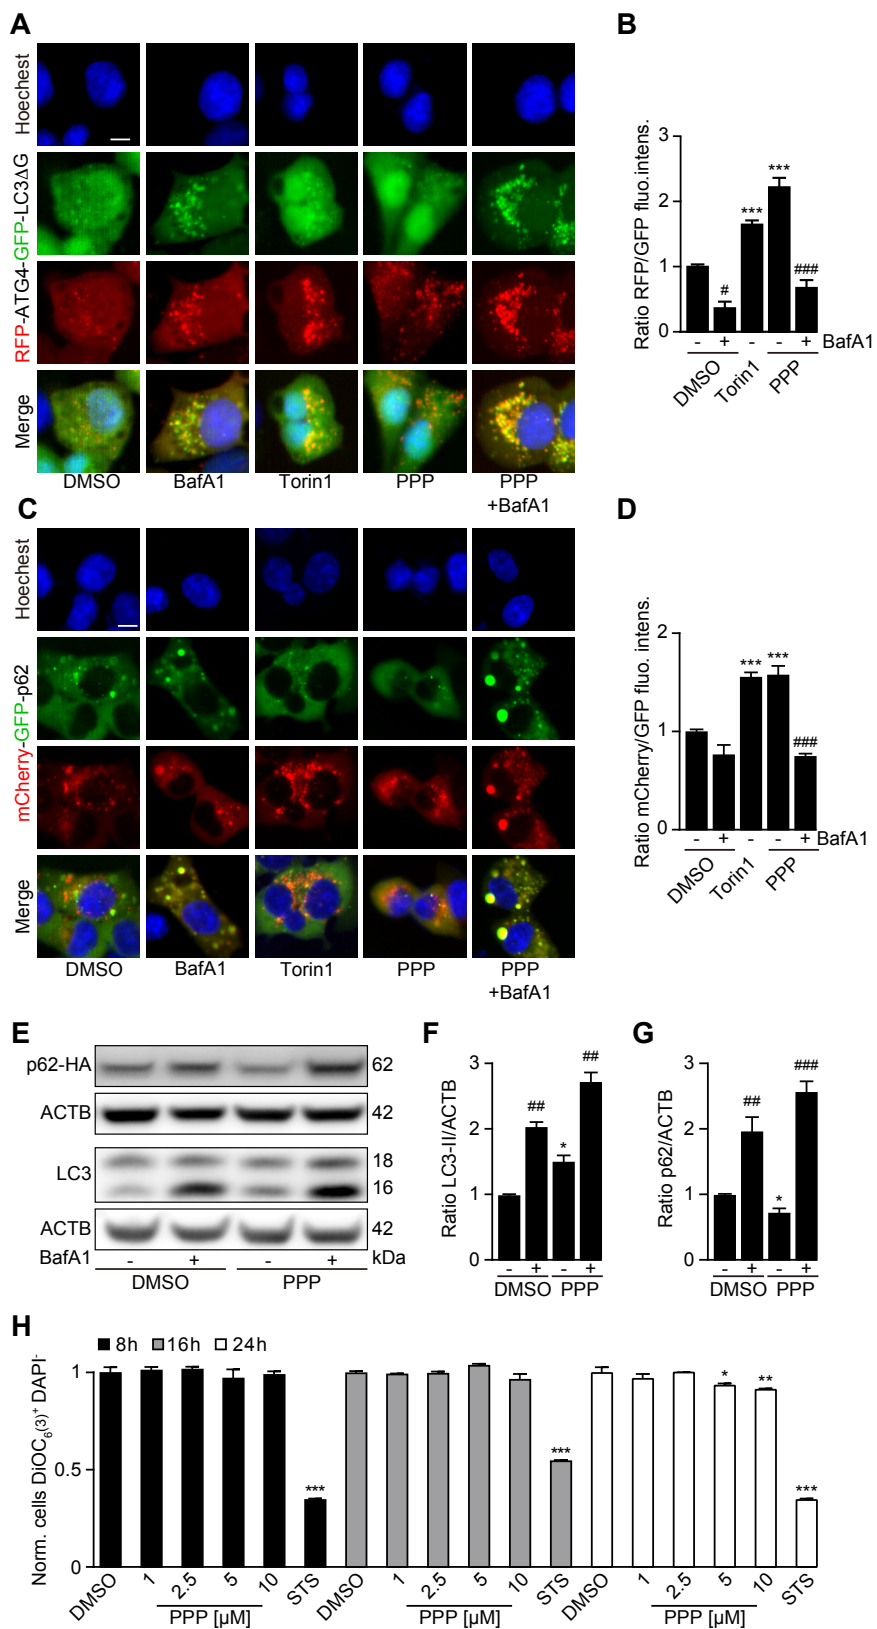 A
Hoechest
RFP-ATG4-GFP-LC3ΔG
Merge
DMSO BafA1 Torin1 PPP PPP
+BafA1
B
Ratio RFP/GFP fluo.intens.
3
2
1
0
# *** *** ###
- + - - + BafA1
DMSO Torin1 PPP
C
Hoechest
mCherry-GFP-p62
Merge
DMSO BafA1 Torin1 PPP PPP
+BafA1
D
Ratio mCherry/GFP fluo. intens.
2
1
0
*** *** ###
- + - - + BafA1
DMSO Torin1 PPP
E
p62-HA 62
ACTB 42
LC3 18
16
ACTB 42
BafA1 - + - + kDa
DMSO PPP
F
Ratio LC3-II/ACTB
3
2
1
0
## * ##
- + - +
DMSO PPP
G
Ratio p62/ACTB
3
2
1
0
## * ###
- + - +
DMSO PPP
H
8h 16h 24h
Norm. cells DiOC6(3)+ DAPI-
1
0.5
0
*** *** * ** ***
DMSO 1 2.5 5 10 STS DMSO 1 2.5 5 10 STS DMSO 1 2.5 5 10 STS
PPP [µM] PPP [µM] PPP [µM]